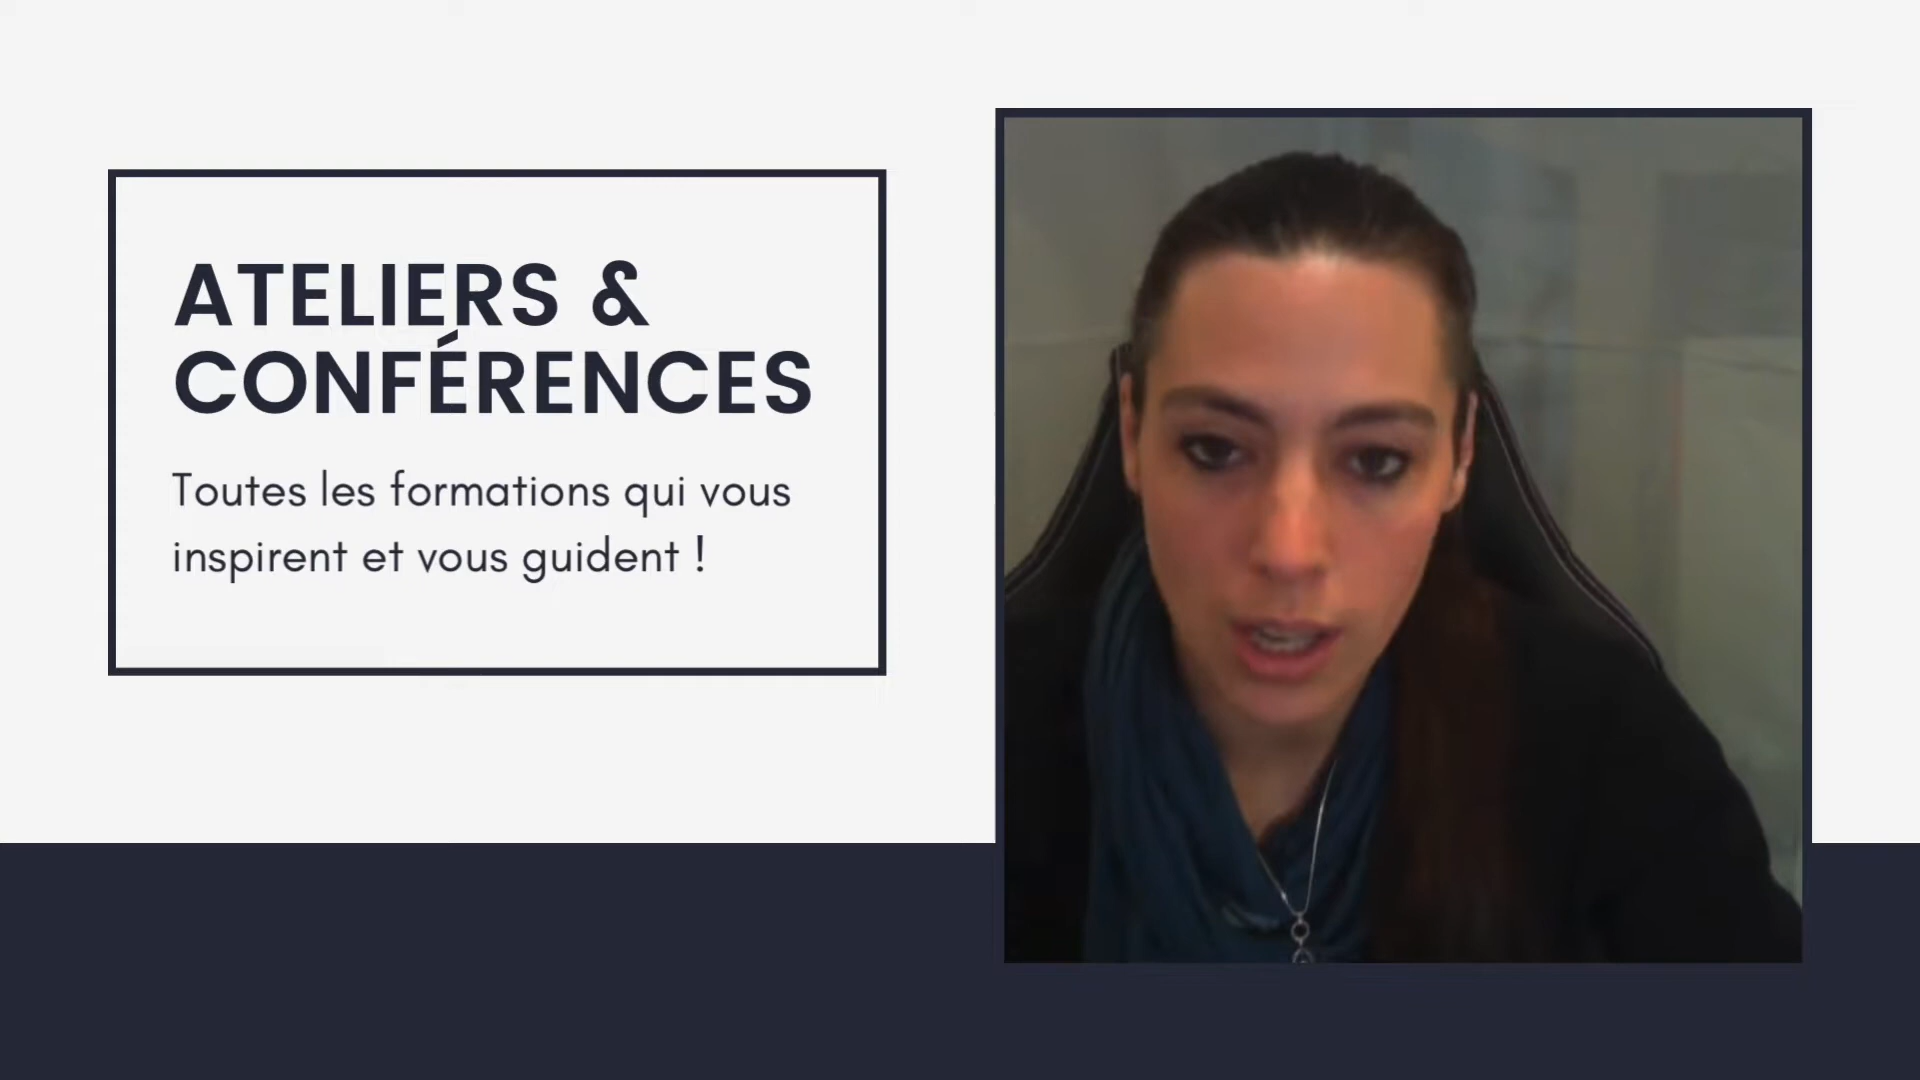 ATELIERS &
CONFÉRENCES
Toutes les formations qui vous
inspirent et vous guident !